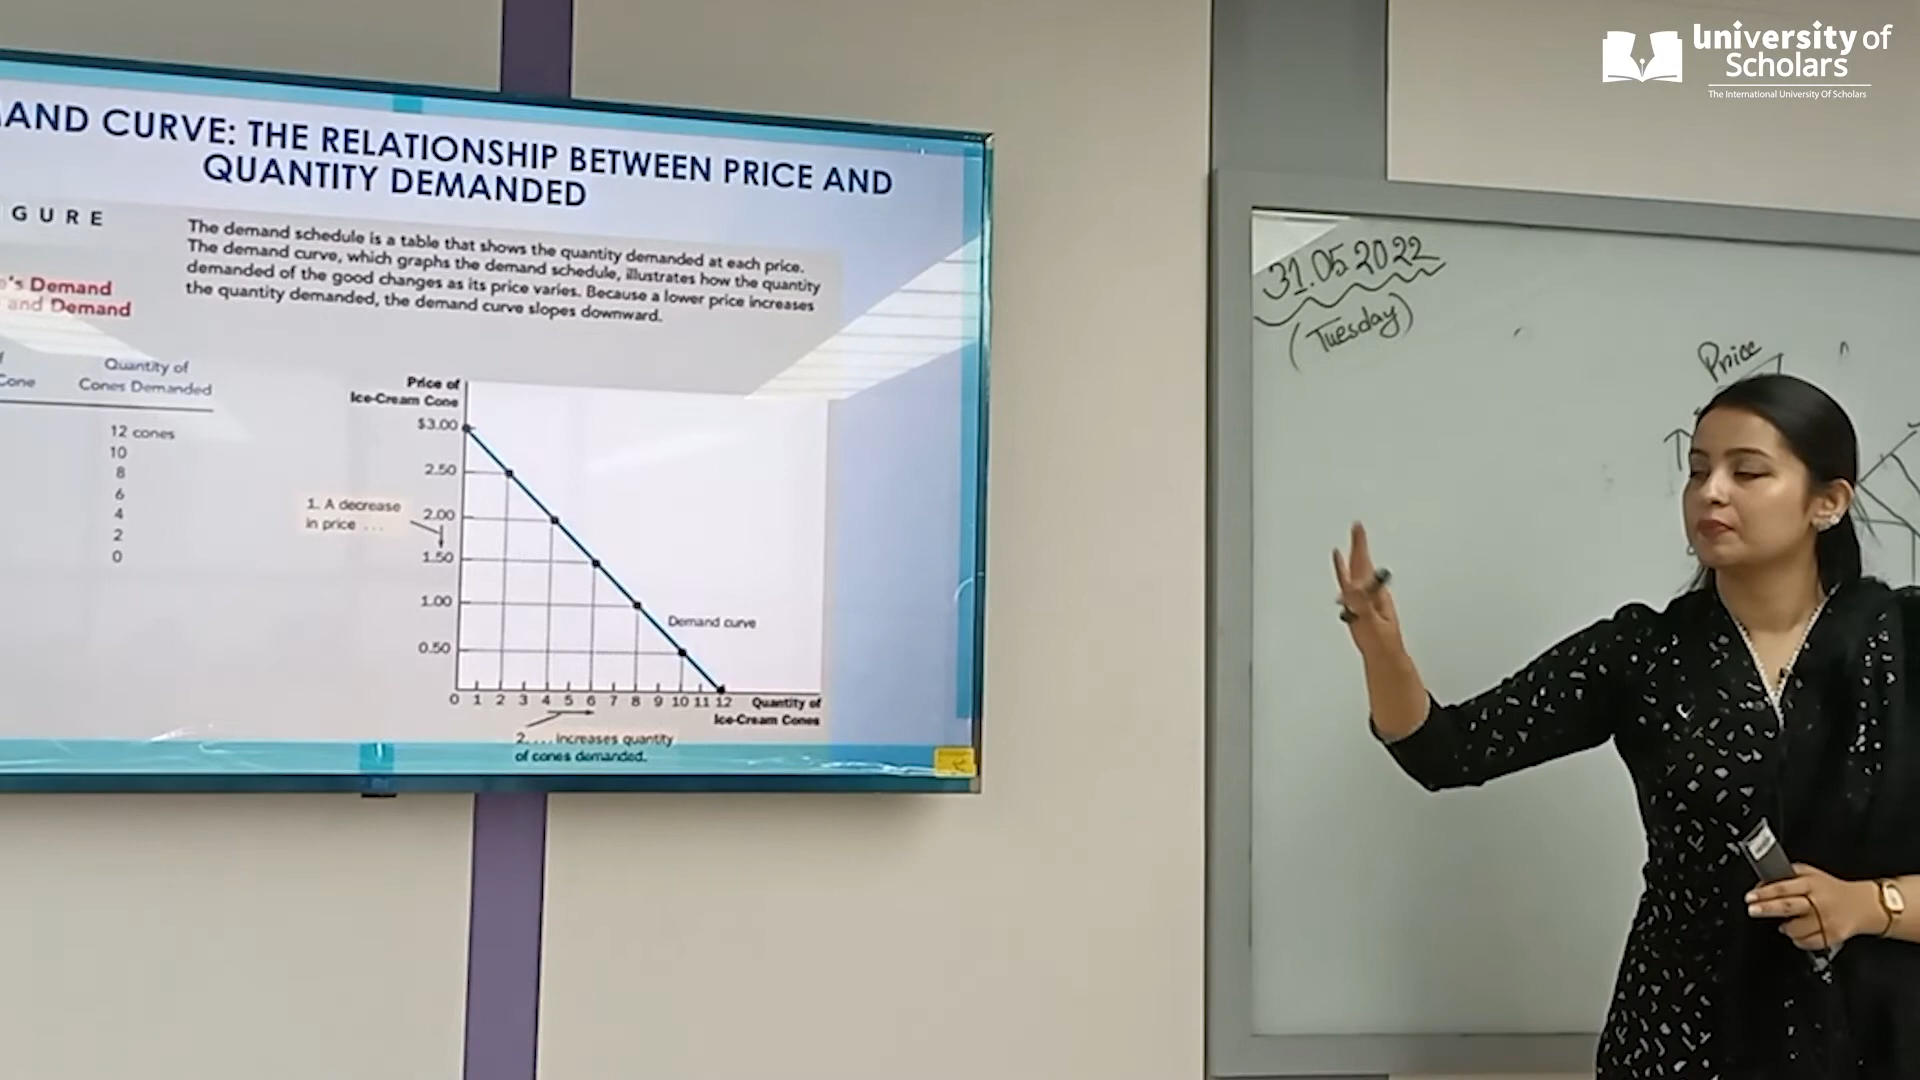 university of
Scholars
The International University Of Scholars
AND CURVE: THE RELATIONSHIP BETWEEN PRICE AND
QUANTITY DEMANDED
GURE
's Demand
and Demand
The demand schedule is a table that shows the quantity demanded at each price.
The demand curve, which graphs the demand schedule, illustrates how the quantity
demanded of the good changes as its price varies. Because a lower price increases
the quantity demanded, the demand curve slopes downward.
Cone
Quantity of
Cones Demanded
12 cones
10
8
6
4
2
0
Price of
Ice-Cream Cone
$3.00
2.50
2.00
1.50
1.00
0.50
1. A decrease
in price . . .
Demand curve
0 1 2 3 4 5 6 7 8 9 10 11 12
Quantity of
Ice-Cream Cones
2. . . . increases quantity
of cones demanded.
31.05.2022
(Tuesday)
Price